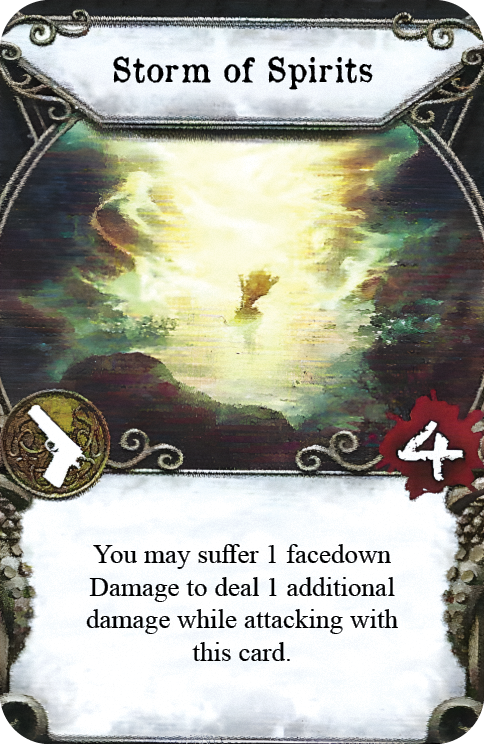 Storm of Spirits
4
You may suffer 1 facedown
Damage to deal 1 additional
damage while attacking with
this card.